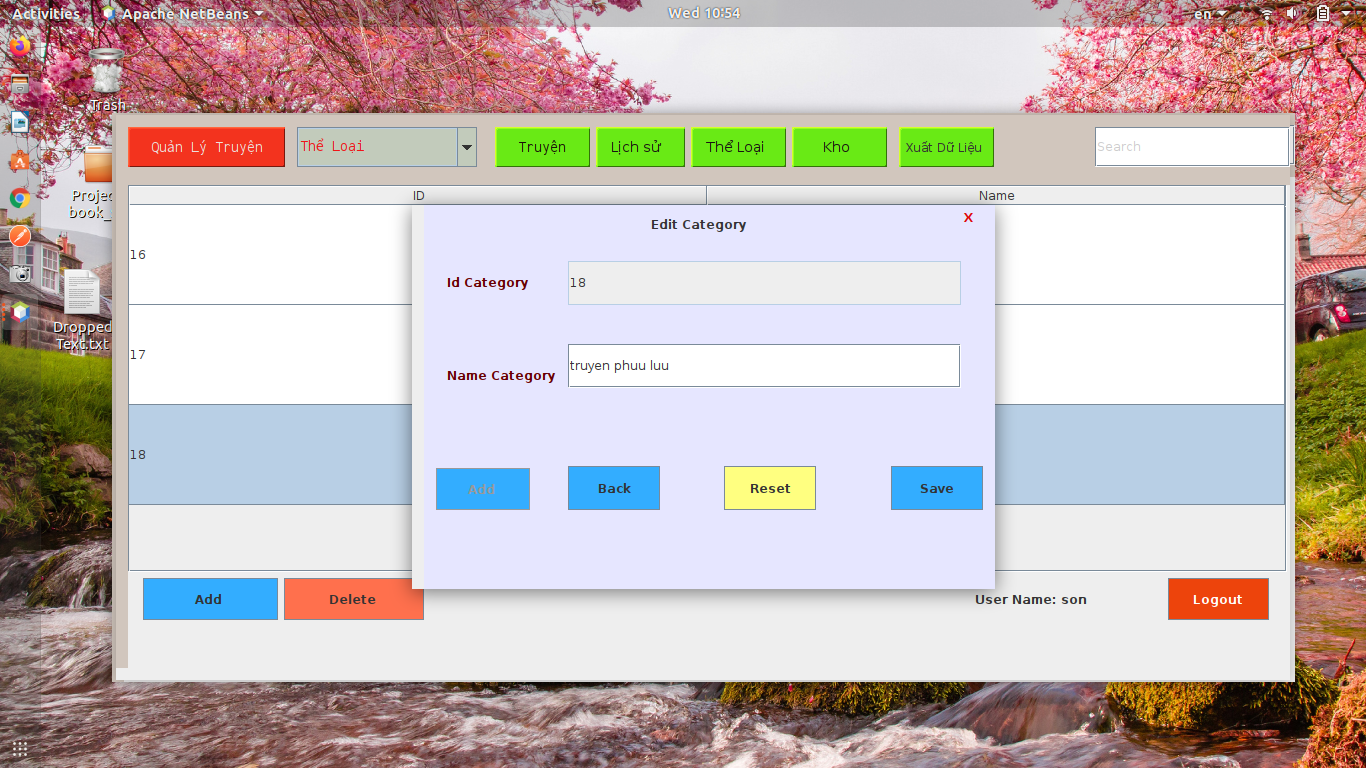 Activities
Apache NetBeans
Wed 10:54
en
Trash
Quản Lý Truyện
Thể Loại
Truyện
Lịch sử
Thể Loại
Kho
Xuất Dữ Liệu
Search
Projec
book_
Dropped
Text.txt
ID
Name
16
17
18
Edit Category
X
Id Category
18
Name Category
truyen phuu luu
Add
Back
Reset
Save
Add
Delete
User Name: son
Logout